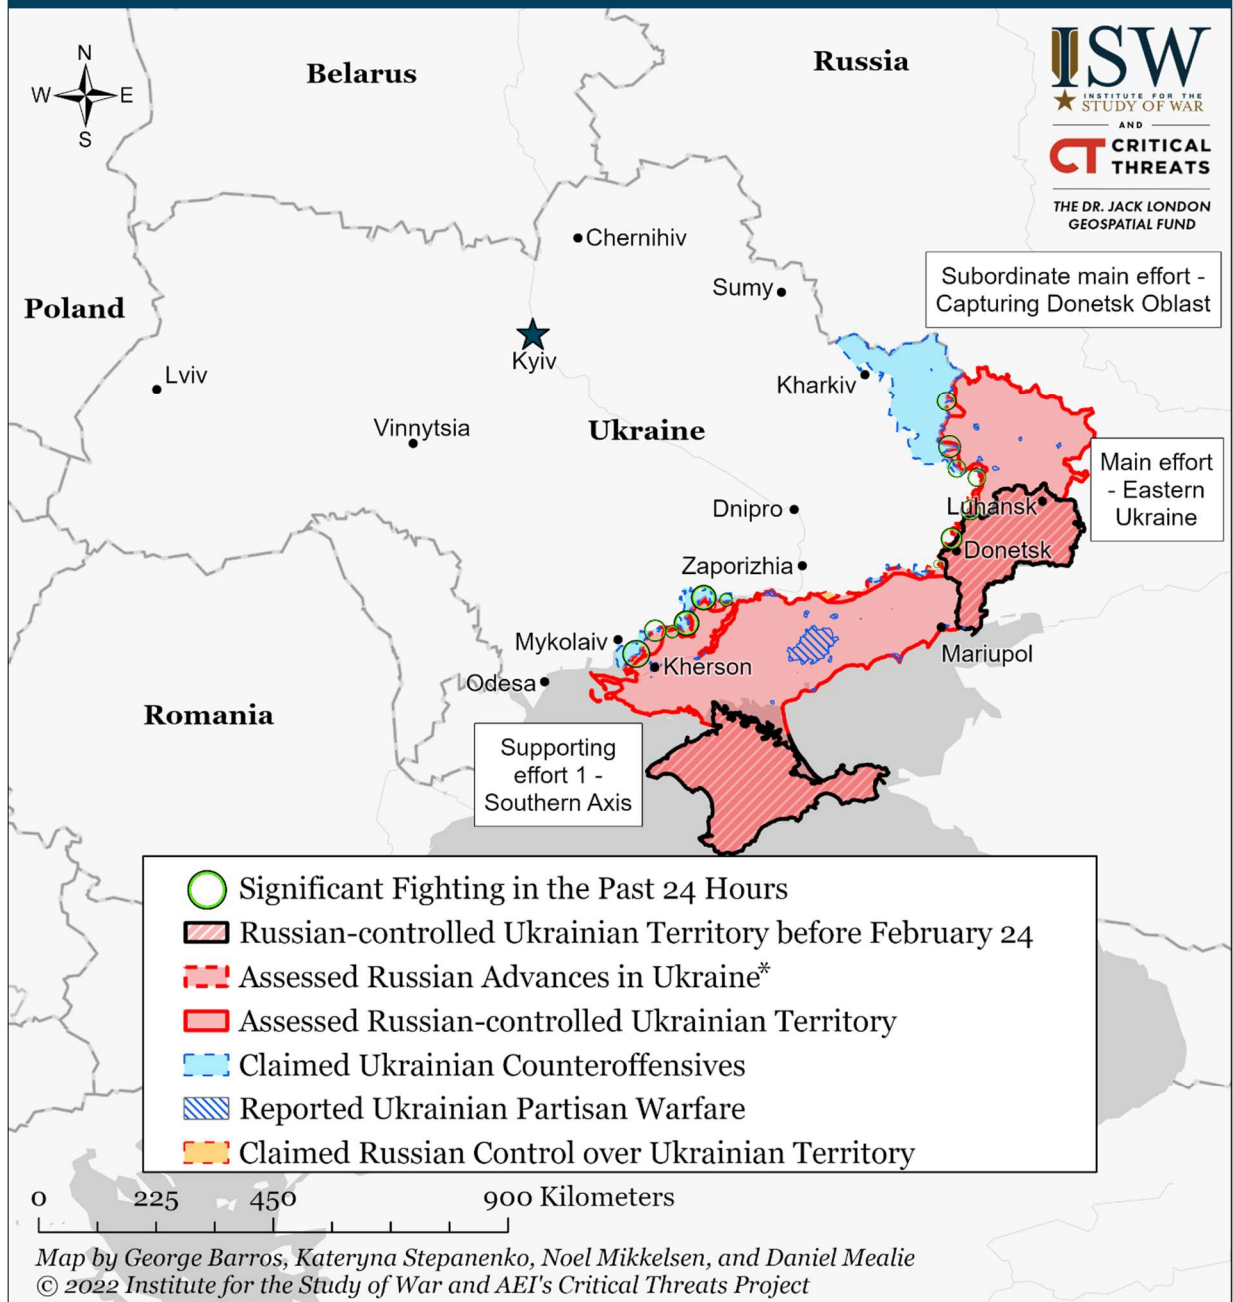 N
W
E
S
Belarus
Russia
ISW
INSTITUTE FOR THE
STUDY OF WAR
AND
CT CRITICAL
THREATS
THE DR. JACK LONDON
GEOSPATIAL FUND
Chernihiv
Subordinate main effort -
Capturing Donetsk Oblast
Sumy
Poland
Kyiv
Lviv
Kharkiv
Vinnytsia
Ukraine
Main effort
- Eastern
Ukraine
Dnipro
Luhansk
Donetsk
Zaporizhia
Mykolaiv
Mariupol
Kherson
Odesa
Romania
Supporting
effort 1 -
Southern Axis
Significant Fighting in the Past 24 Hours
Russian-controlled Ukrainian Territory before February 24
Assessed Russian Advances in Ukraine*
Assessed Russian-controlled Ukrainian Territory
Claimed Ukrainian Counteroffensives
Reported Ukrainian Partisan Warfare
Claimed Russian Control over Ukrainian Territory
0 225 450 900 Kilometers
Map by George Barros, Kateryna Stepanenko, Noel Mikkelsen, and Daniel Mealie
© 2022 Institute for the Study of War and AEI's Critical Threats Project